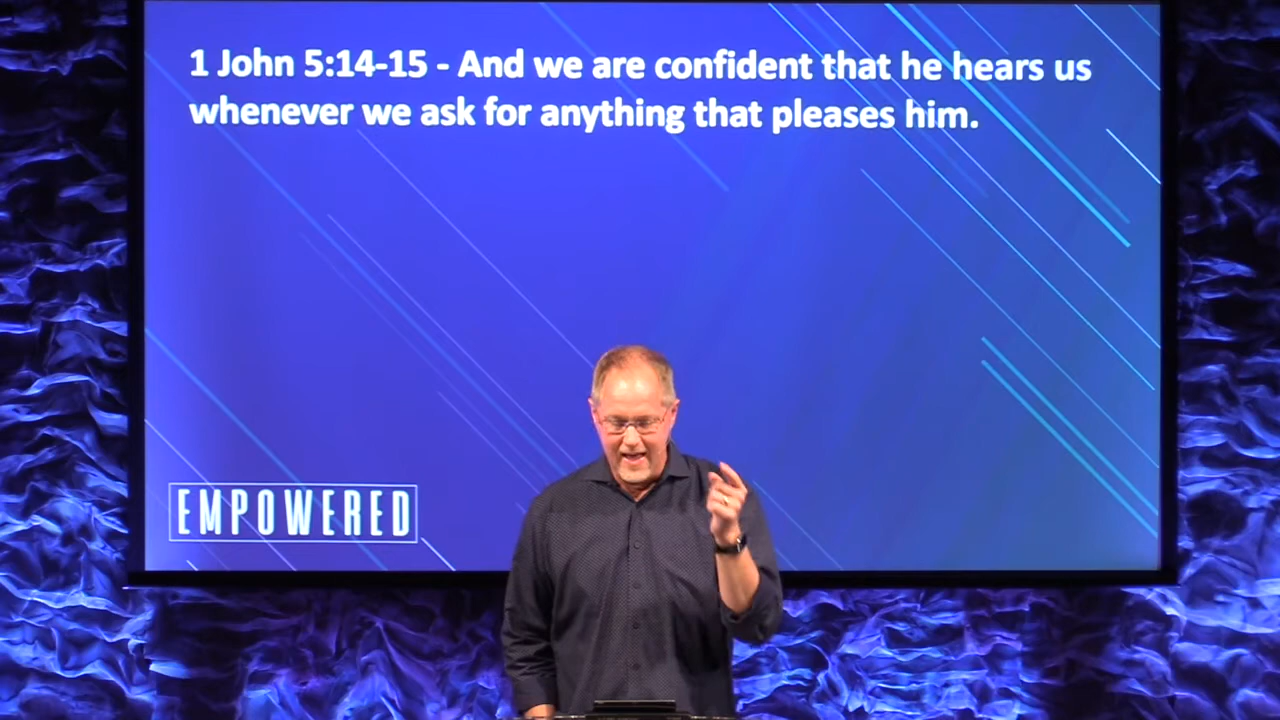 1 John 5:14-15 - And we are confident that he hears us
whenever we ask for anything that pleases him.
EMPOWERED